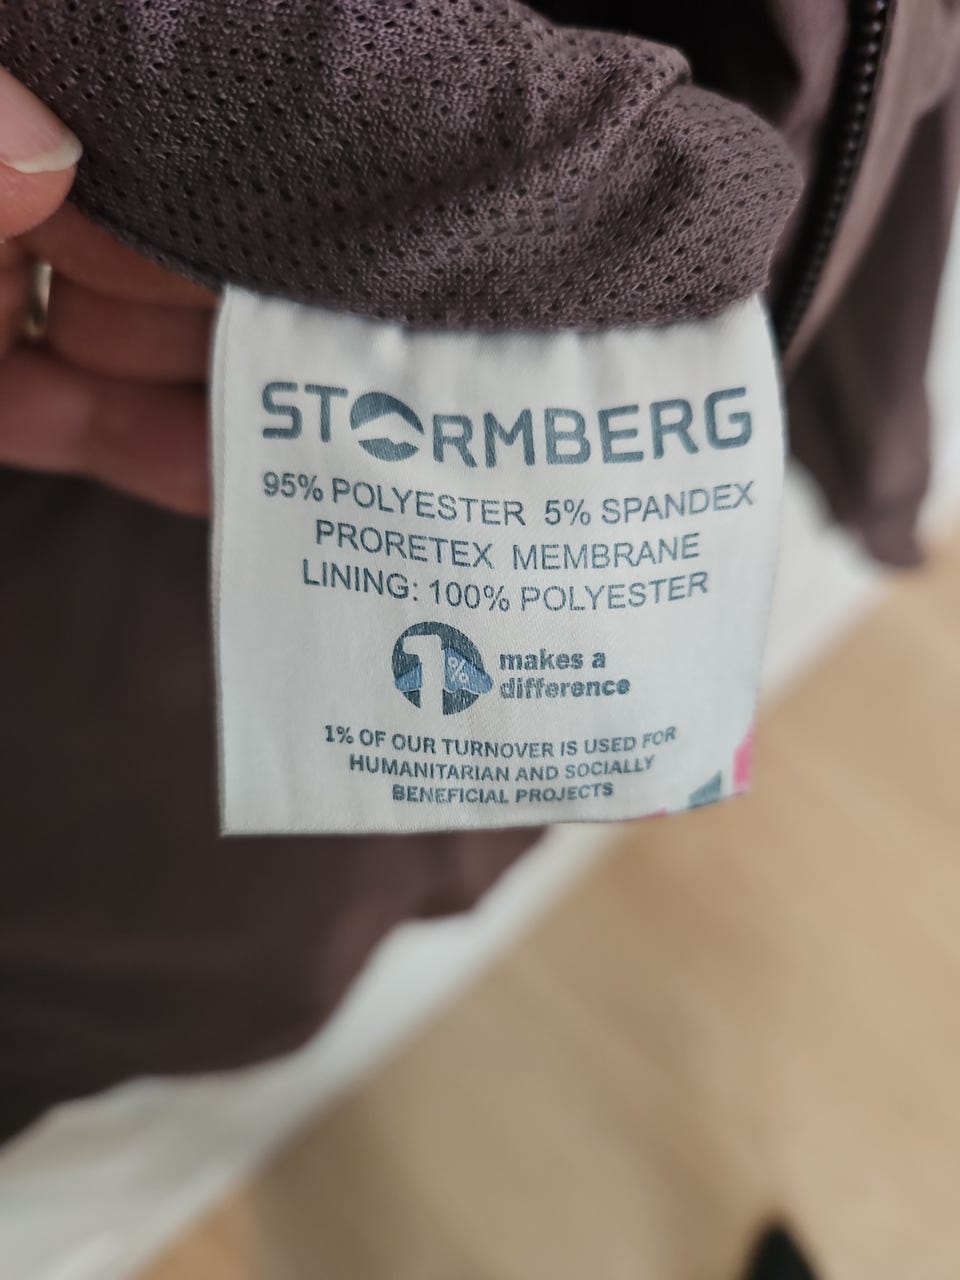 STORMBERG
95% POLYESTER 5% SPANDEX
PRORETEX MEMBRANE
LINING: 100% POLYESTER
1% makes a
difference
1% OF OUR TURNOVER IS USED FOR
HUMANITARIAN AND SOCIALLY
BENEFICIAL PROJECTS